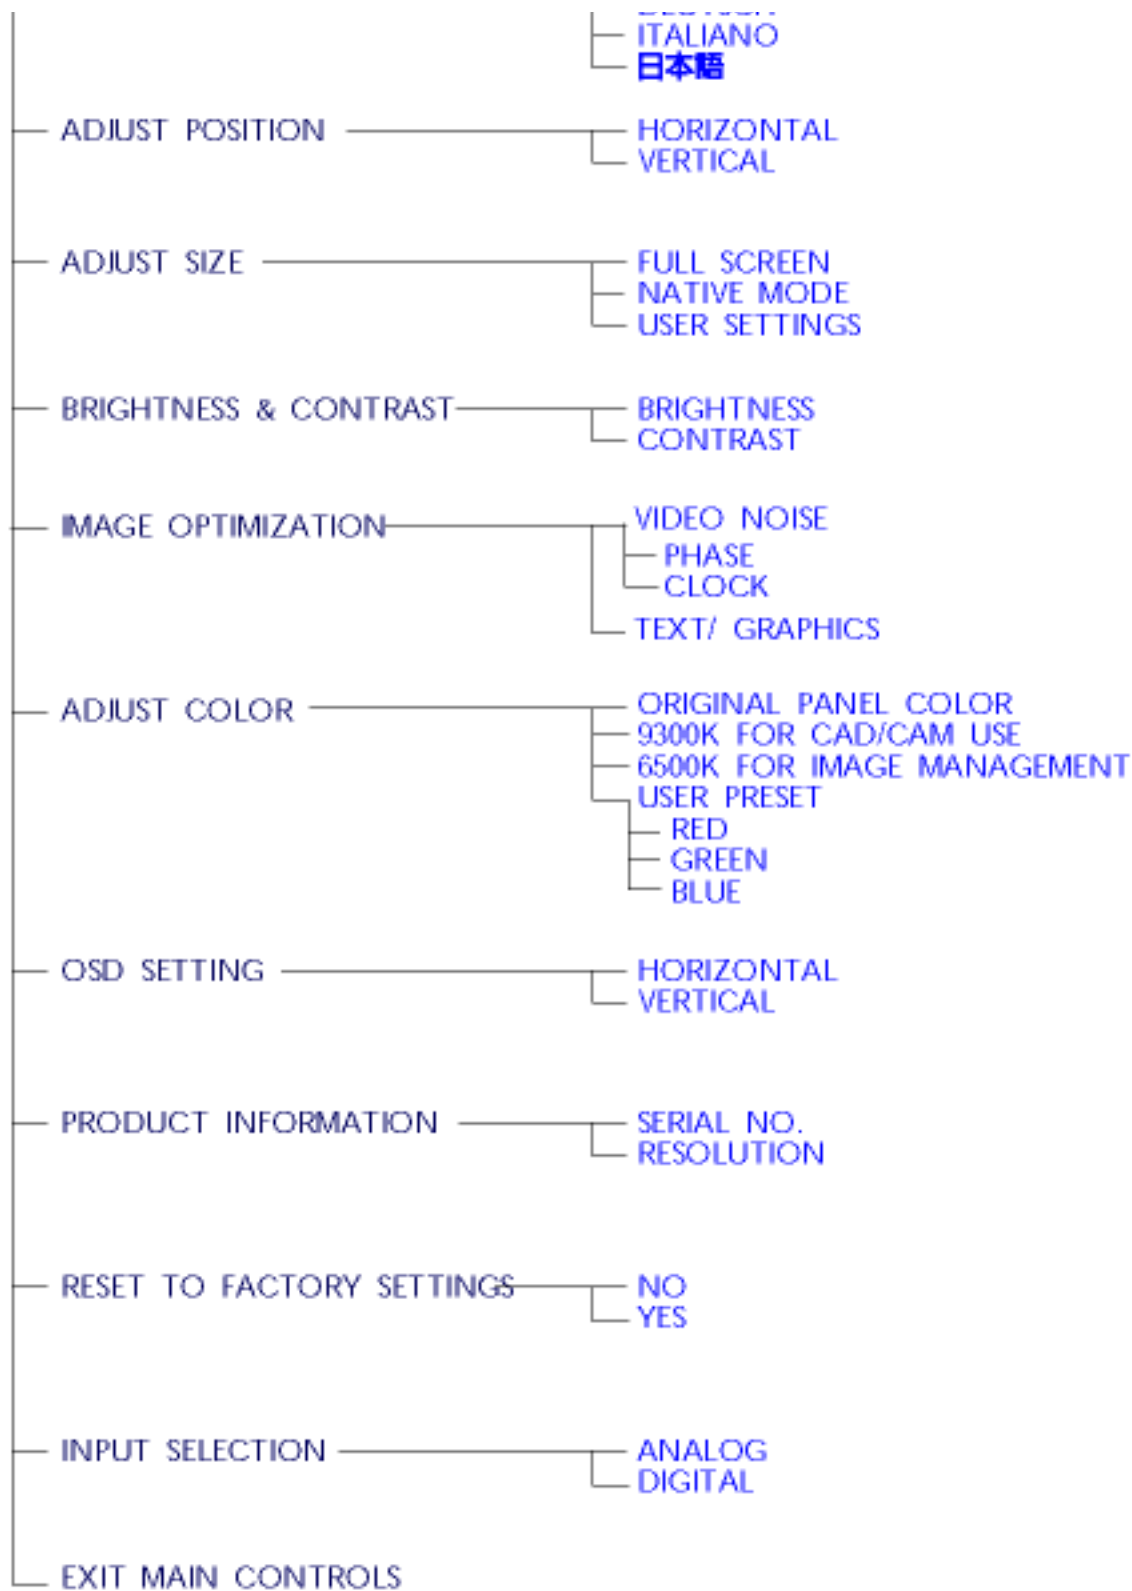 ITALIANO
日本語
ADJUST POSITION HORIZONTAL
VERTICAL
ADJUST SIZE FULL SCREEN
NATIVE MODE
USER SETTINGS
BRIGHTNESS & CONTRAST BRIGHTNESS
CONTRAST
IMAGE OPTIMIZATION VIDEO NOISE
PHASE
CLOCK
TEXT/ GRAPHICS
ADJUST COLOR ORIGINAL PANEL COLOR
9300K FOR CAD/CAM USE
6500K FOR IMAGE MANAGEMENT
USER PRESET
RED
GREEN
BLUE
OSD SETTING HORIZONTAL
VERTICAL
PRODUCT INFORMATION SERIAL NO.
RESOLUTION
RESET TO FACTORY SETTINGS NO
YES
INPUT SELECTION ANALOG
DIGITAL
EXIT MAIN CONTROLS